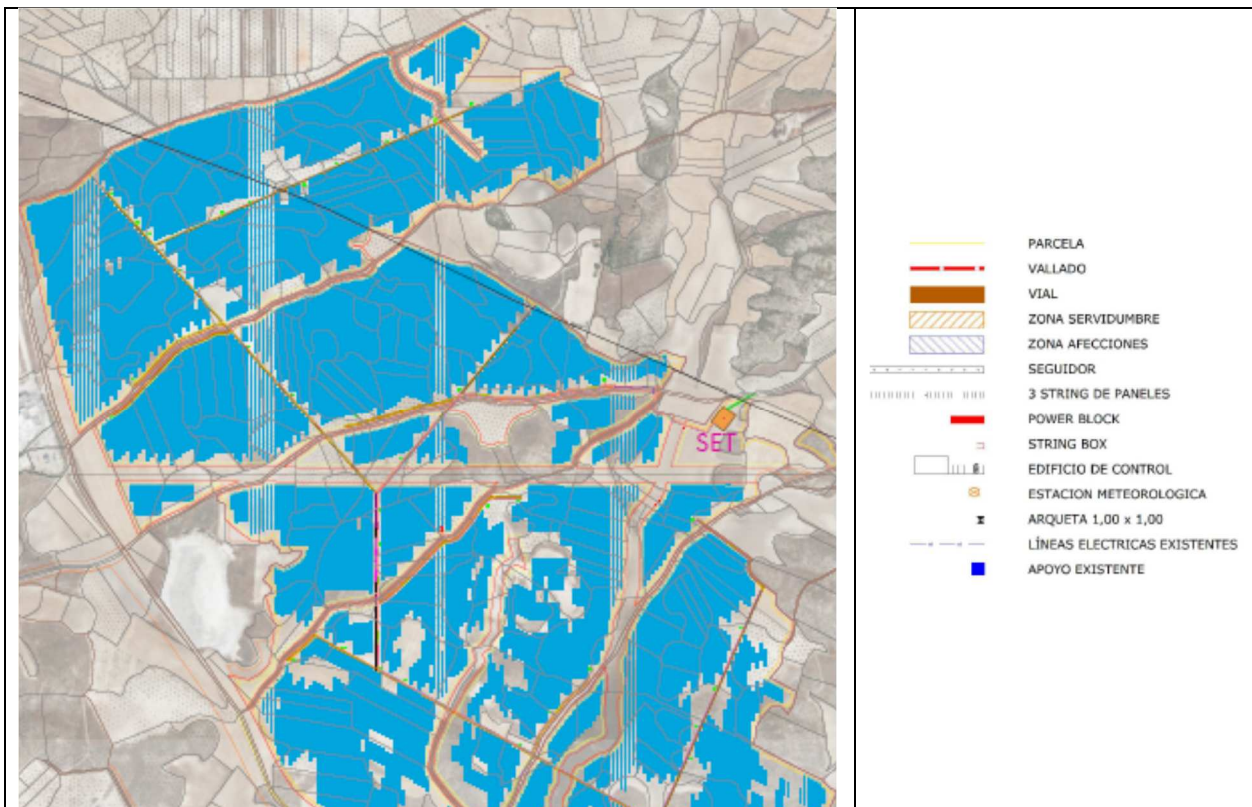 SET
PARCELA
VALLADO
VIAL
ZONA SERVIDUMBRE
ZONA AFECCIONES
SEGUIDOR
3 STRING DE PANELES
POWER BLOCK
STRING BOX
EDIFICIO DE CONTROL
ESTACION METEOROLOGICA
ARQUETA 1,00 x 1,00
LÍNEAS ELECTRICAS EXISTENTES
APOYO EXISTENTE